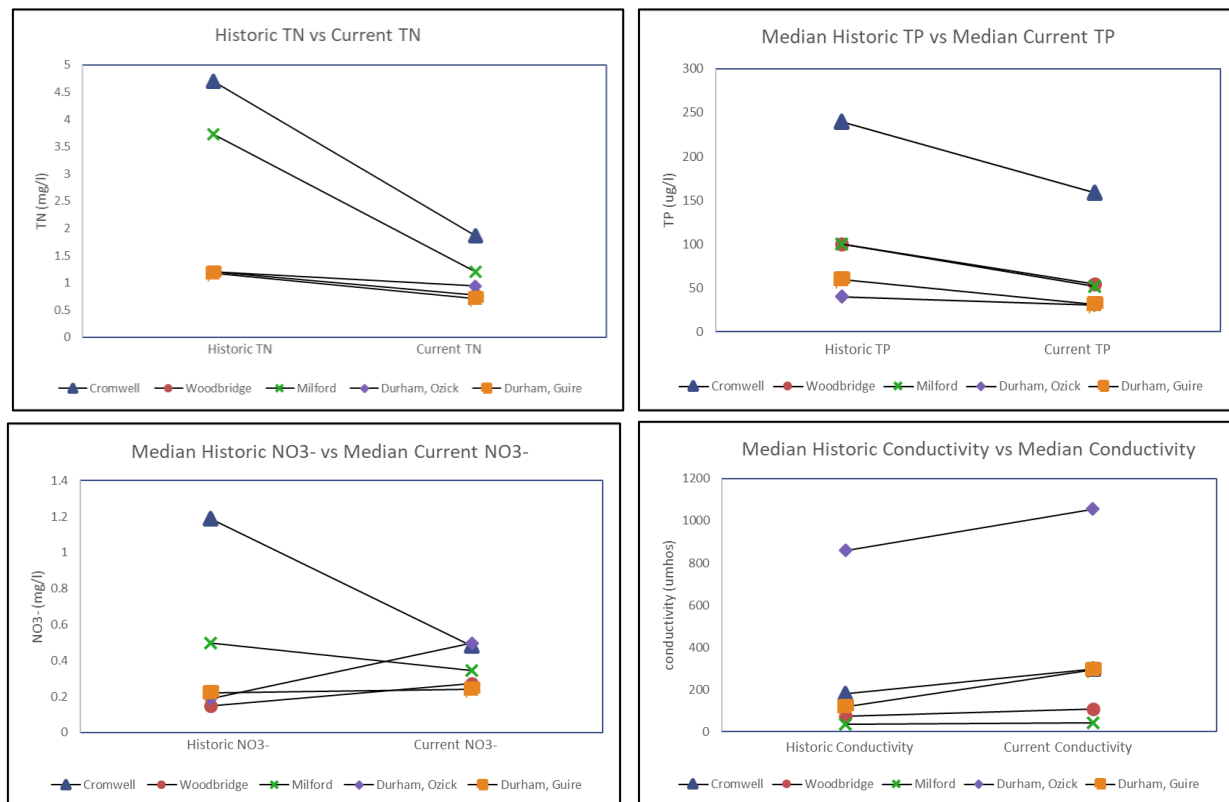 Historic TN vs Current TN
5
4.5
4
3.5
3
2.5
2
1.5
1
0.5
0
TN (mg/l)
Historic TN Current TN
Cromwell Woodbridge Milford Durham, Ozick Durham, Guire
Median Historic TP vs Median Current TP
300
250
200
150
100
50
0
TP (ug/l)
Historic TP Current TP
Cromwell Woodbridge Milford Durham, Ozick Durham, Guire
Median Historic NO3- vs Median Current NO3-
1.4
1.2
1
0.8
0.6
0.4
0.2
0
NO3- (mg/l)
Historic NO3- Current NO3-
Cromwell Woodbridge Milford Durham, Ozick Durham, Guire
Median Historic Conductivity vs Median Conductivity
1200
1000
800
600
400
200
0
conductivity (umhos)
Historic Conductivity Current Conductivity
Cromwell Woodbridge Milford Durham, Ozick Durham, Guire